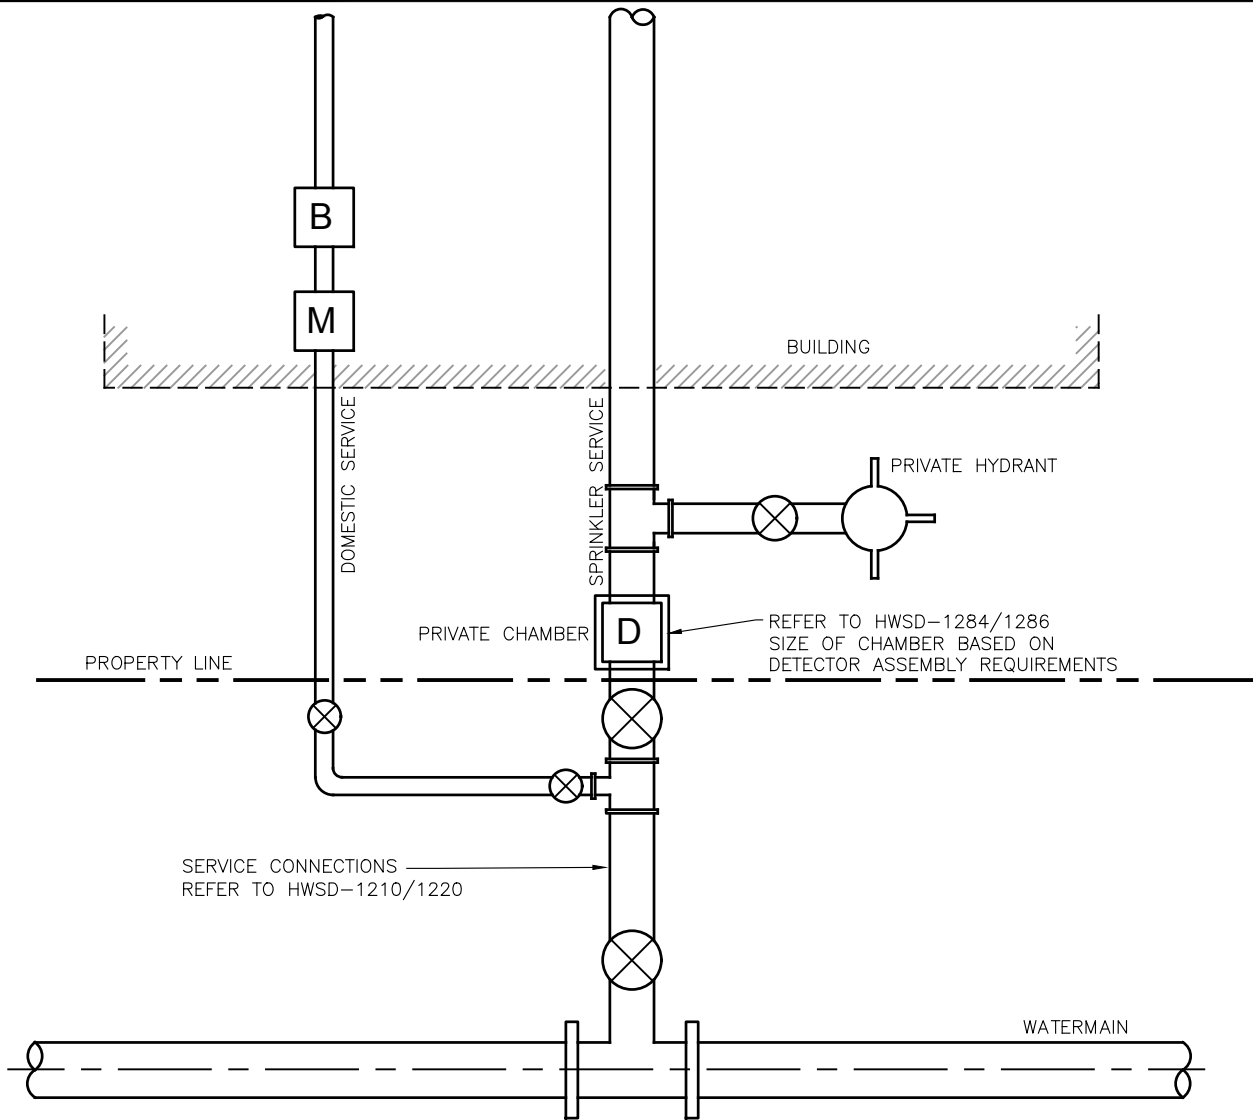 B
M
BUILDING
DOMESTIC SERVICE
SPRINKLER SERVICE
PRIVATE HYDRANT
PRIVATE CHAMBER
D
REFER TO HWSD-1284/1286
SIZE OF CHAMBER BASED ON
DETECTOR ASSEMBLY REQUIREMENTS
PROPERTY LINE
SERVICE CONNECTIONS
REFER TO HWSD-1210/1220
WATERMAIN